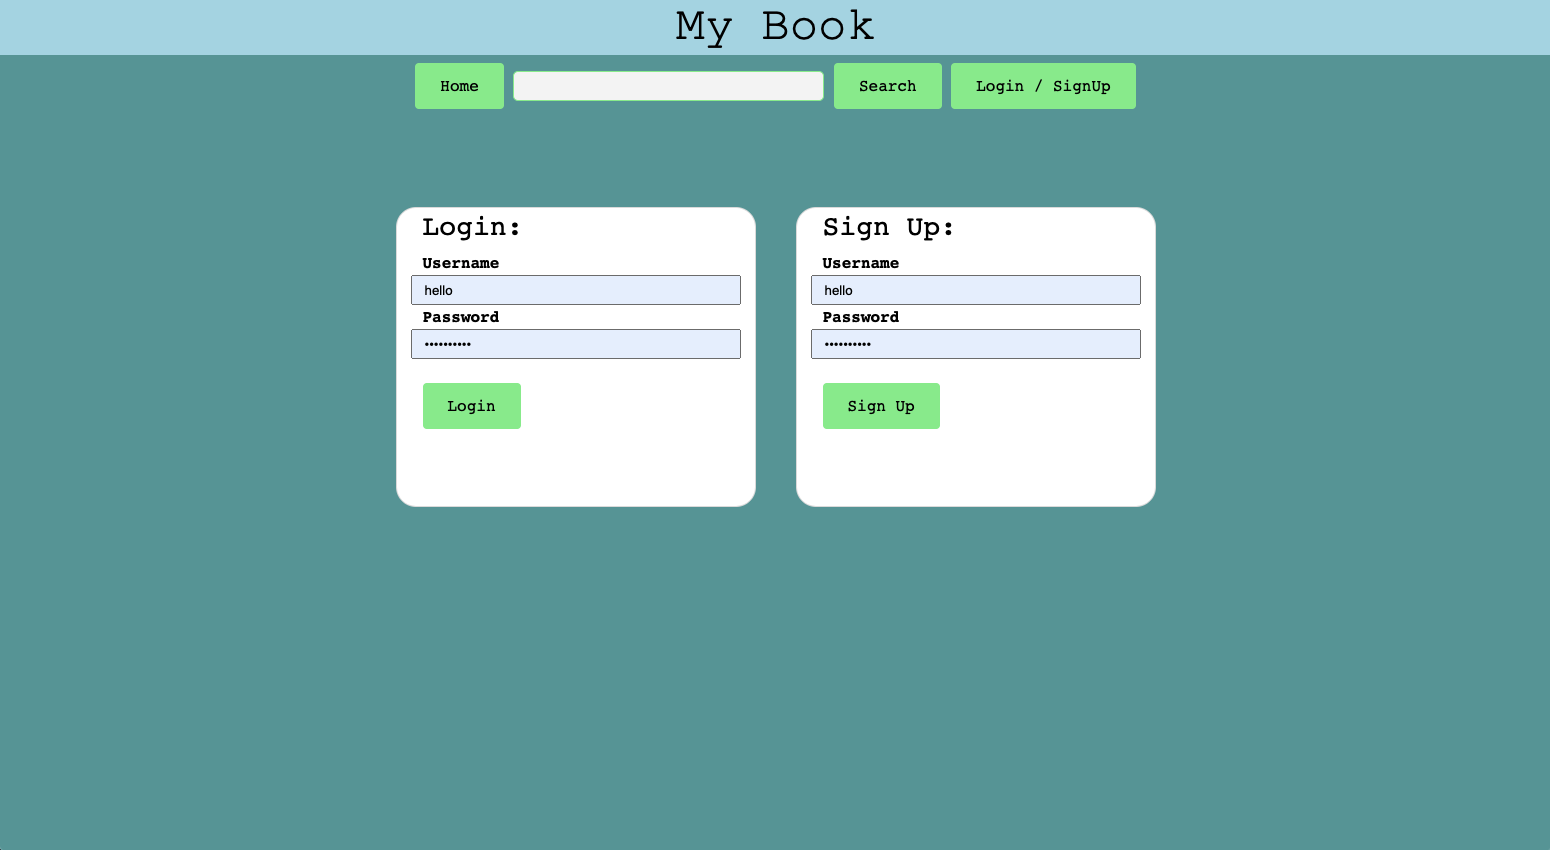 My Book
Home Search Login / SignUp
Login:
Username
hello
Password
••••••••••
Login
Sign Up:
Username
hello
Password
••••••••••
Sign Up